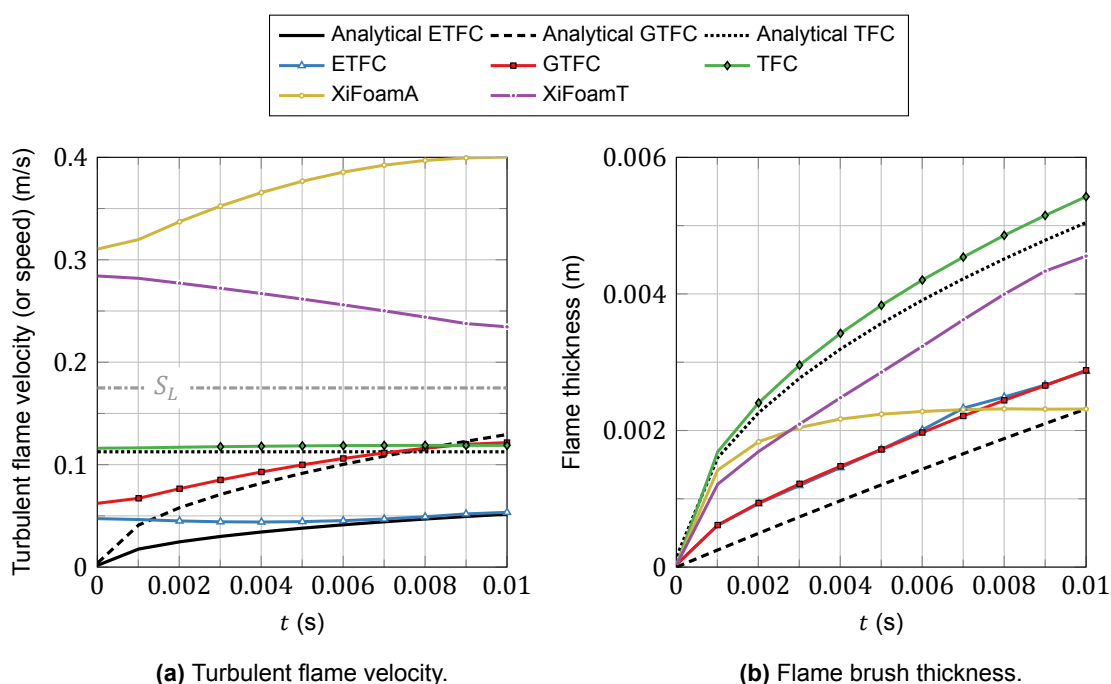 Analytical ETFC Analytical GTFC Analytical TFC
ETFC GTFC TFC
XiFoamA XiFoamT
Turbulent flame velocity (or speed) (m/s)
0.4
0.3
0.2
0.1
0
S_L
0 0.002 0.004 0.006 0.008 0.01
t (s)
(a) Turbulent flame velocity.
Flame thickness (m)
0.006
0.004
0.002
0
0 0.002 0.004 0.006 0.008 0.01
t (s)
(b) Flame brush thickness.